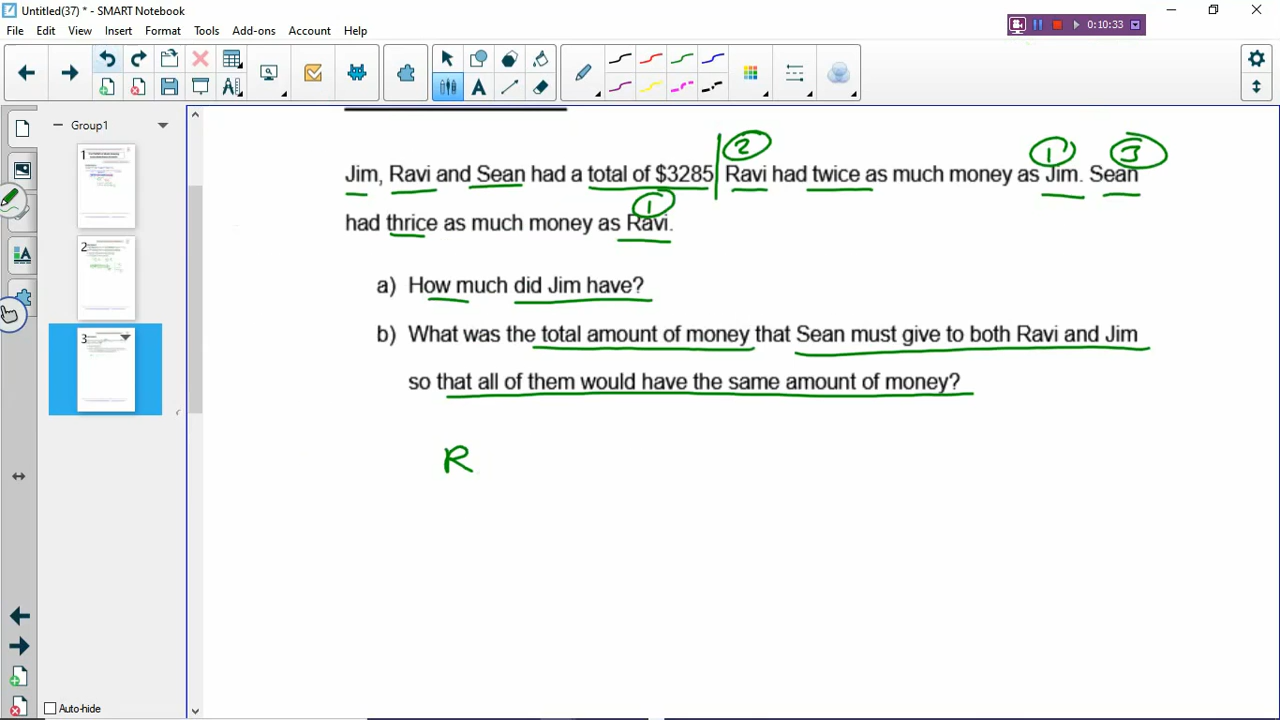 Untitled(37) * - SMART Notebook
00:10:33
File Edit View Insert Format Tools Add-ons Account Help
Group1
1
2
3
2 1 3
Jim, Ravi and Sean had a total of $3285 Ravi had twice as much money as Jim. Sean
1
had thrice as much money as Ravi.
a) How much did Jim have?
b) What was the total amount of money that Sean must give to both Ravi and Jim
so that all of them would have the same amount of money?
R
Auto-hide